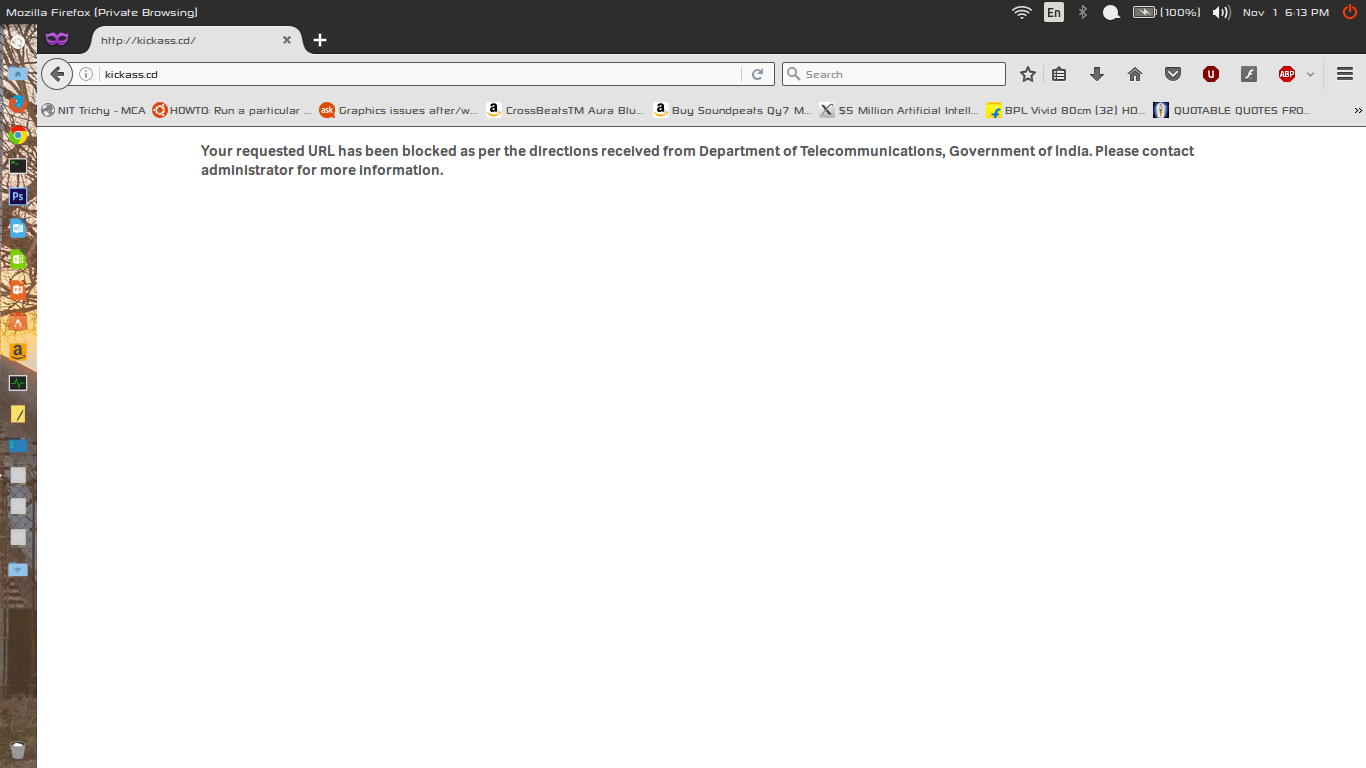 Mozilla Firefox (Private Browsing)
En
(100%)
Nov 1 6:13 PM
http://kickass.cd/
kickass.cd
Search
U
ABP
NIT Trichy - MCA
HOWTO: Run a particular ...
ask
Graphics issues after/w...
a
CrossBeatsTM Aura Blu...
a
Buy Soundpeats Qy7 M...
X
$5 Million Artificial Intell...
BPL Vivid 80cm (32) HD...
QUOTABLE QUOTES FRO...
Your requested URL has been blocked as per the directions received from Department of Telecommunications, Government of India. Please contact
administrator for more information.
Ps
a